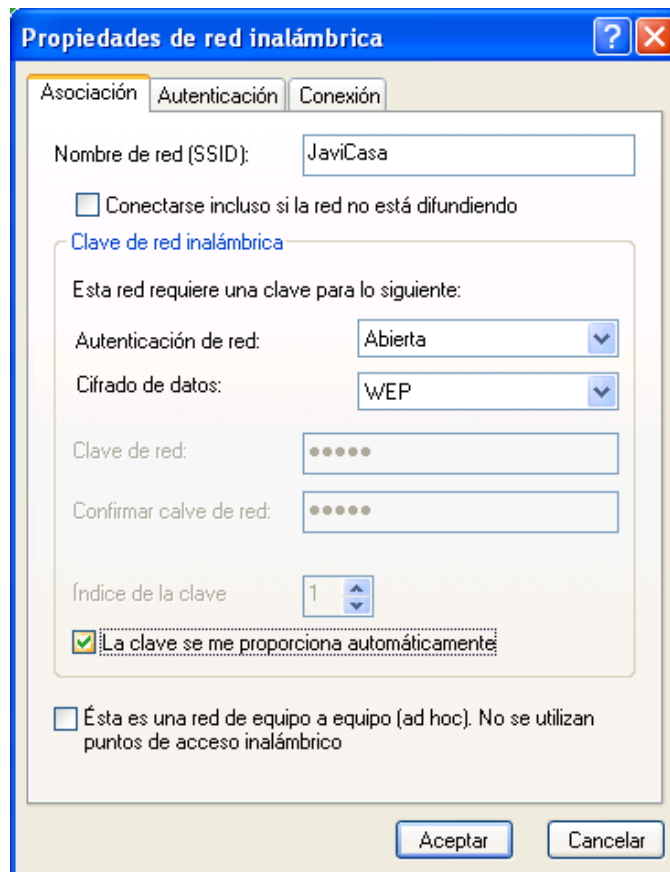 Propiedades de red inalámbrica
Asociación Autenticación Conexión
Nombre de red (SSID): JaviCasa
Conectarse incluso si la red no está difundiendo
Clave de red inalámbrica
Esta red requiere una clave para lo siguiente:
Autenticación de red: Abierta
Cifrado de datos: WEP
Clave de red: •••••
Confirmar calve de red: •••••
Índice de la clave 1
La clave se me proporciona automáticamente
Ésta es una red de equipo a equipo (ad hoc). No se utilizan
puntos de acceso inalámbrico
Aceptar Cancelar